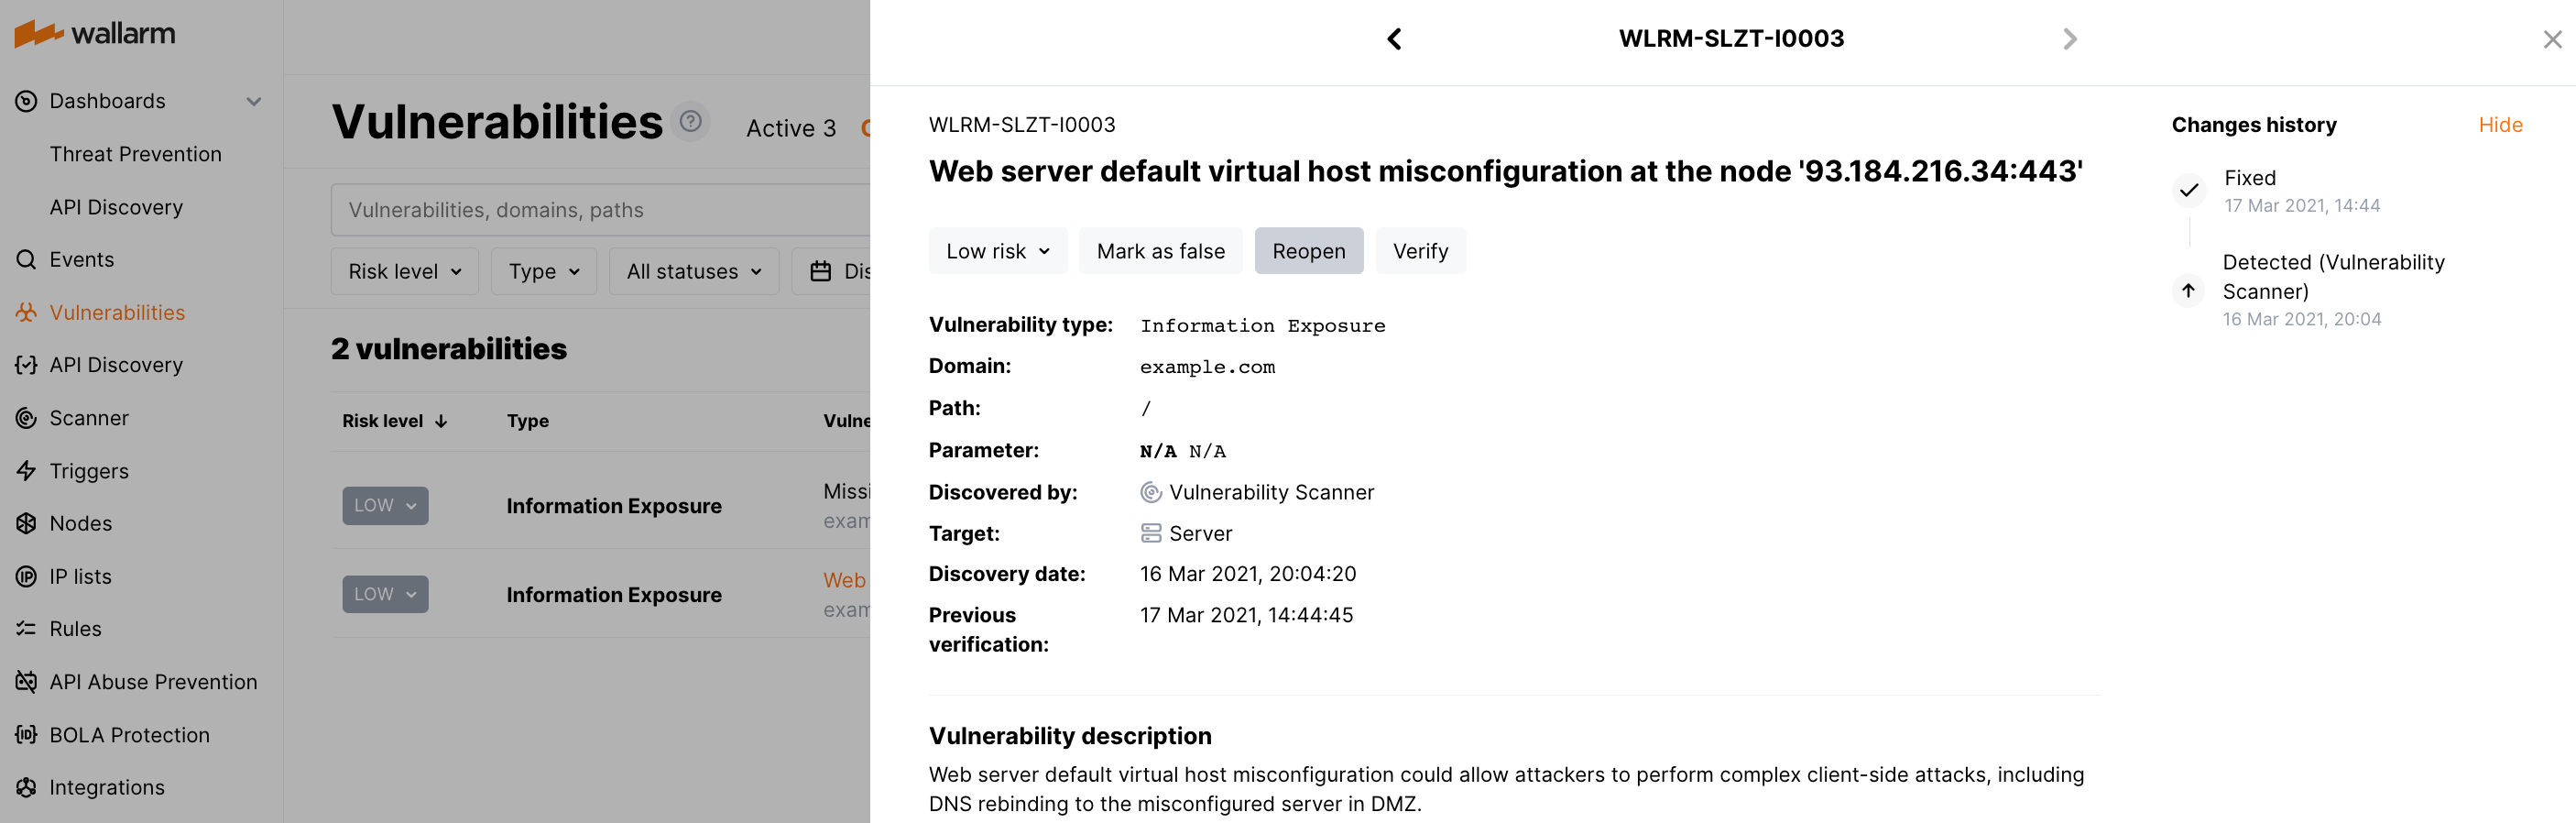 wallarm
Dashboards
Threat Prevention
API Discovery
Events
Vulnerabilities
API Discovery
Scanner
Triggers
Nodes
IP lists
Rules
API Abuse Prevention
BOLA Protection
Integrations
Vulnerabilities ? Active 3
Vulnerabilities, domains, paths
Risk level Type All statuses Dis
2 vulnerabilities
Risk level Type Vulne
LOW Information Exposure Missi
exam
LOW Information Exposure Web
exam
WLRM-SLZT-I0003
WLRM-SLZT-I0003
Web server default virtual host misconfiguration at the node '93.184.216.34:443'
Low risk Mark as false Reopen Verify
Vulnerability type: Information Exposure
Domain: example.com
Path: /
Parameter: N/A N/A
Discovered by: Vulnerability Scanner
Target: Server
Discovery date: 16 Mar 2021, 20:04:20
Previous 17 Mar 2021, 14:44:45
verification:
Vulnerability description
Web server default virtual host misconfiguration could allow attackers to perform complex client-side attacks, including
DNS rebinding to the misconfigured server in DMZ.
Changes history Hide
Fixed
17 Mar 2021, 14:44
Detected (Vulnerability
Scanner)
16 Mar 2021, 20:04